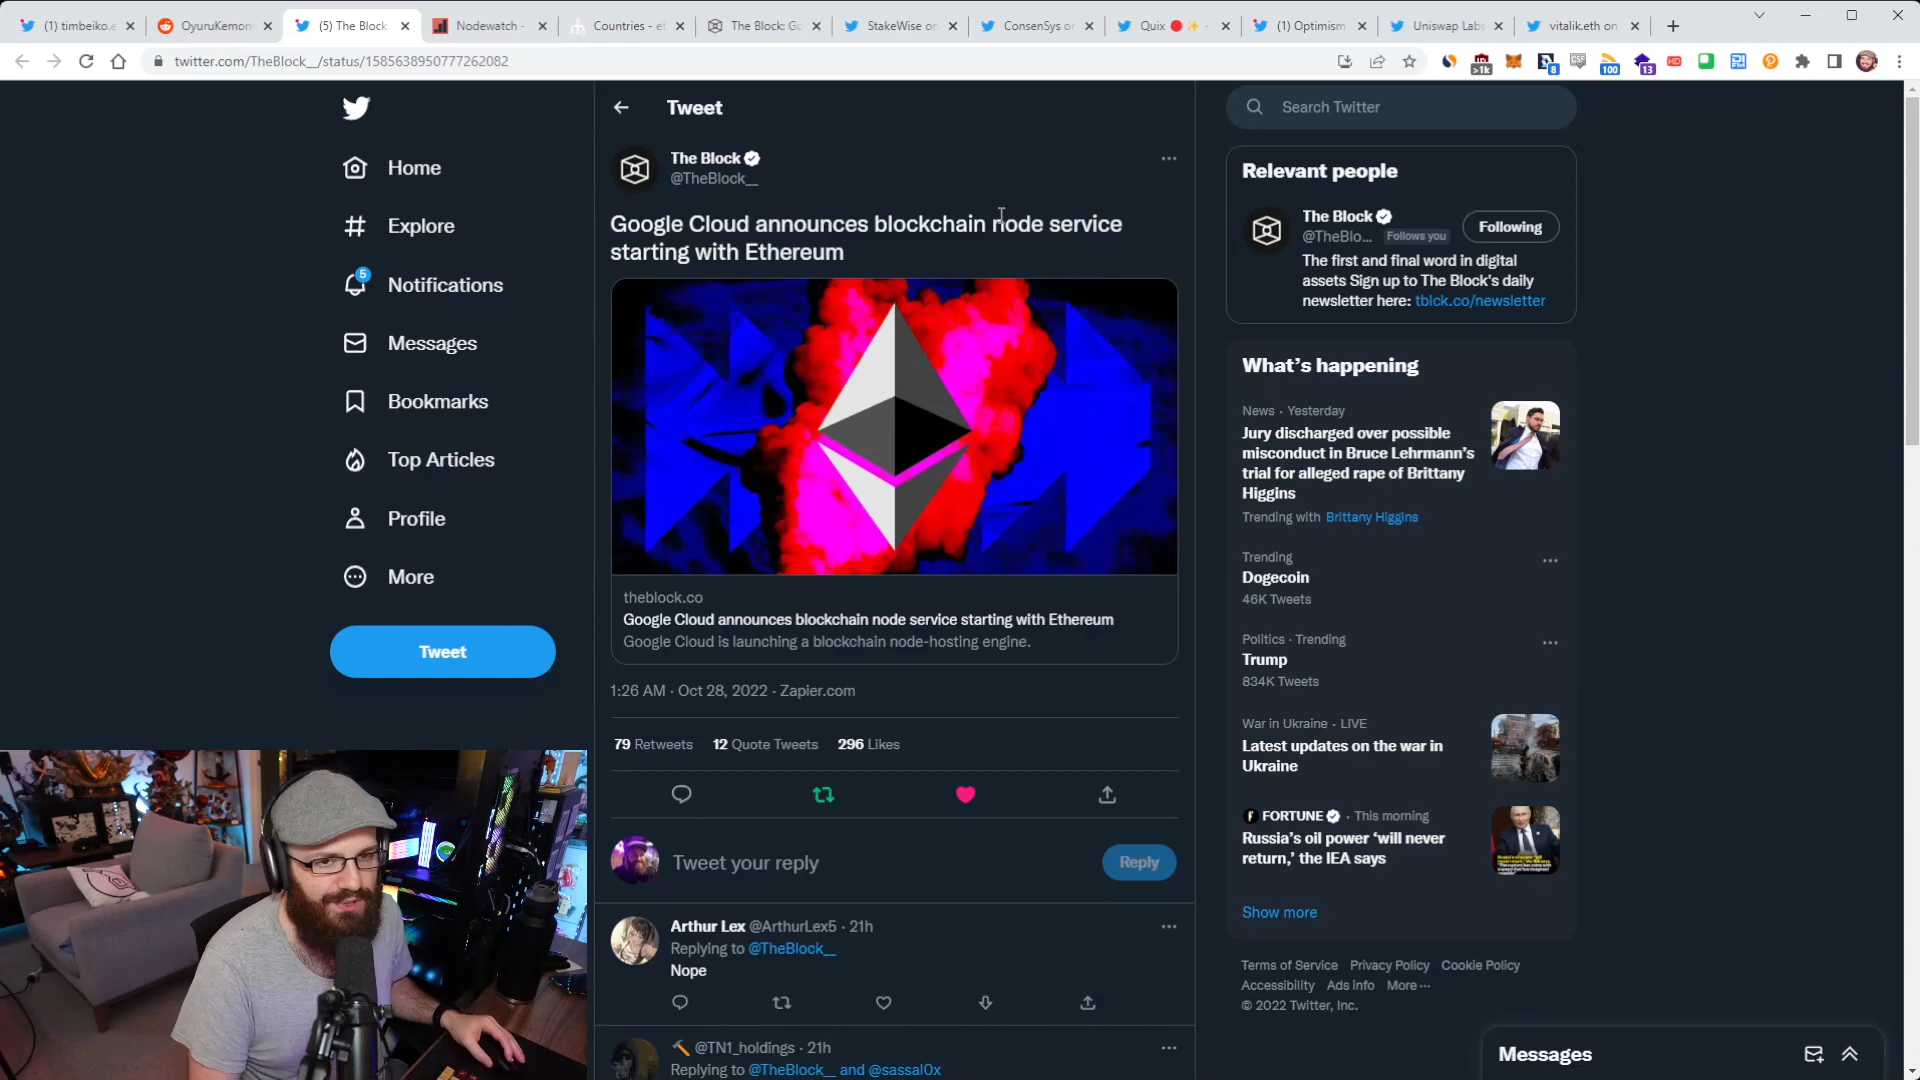 (1) timbeiko.e
OyuruKemon
(5) The Block
Nodewatch -
Countries - et
The Block: Go
StakeWise on
ConsenSys on
Quix 🔴✨ -
(1) Optimism
Uniswap Labs
vitalik.eth on
twitter.com/TheBlock__/status/1585638950777262082
>1k
8
CSS
100
13
HD
Home
Explore
5
Notifications
Messages
Bookmarks
Top Articles
Profile
More
Tweet
Tweet
The Block
@TheBlock__
Google Cloud announces blockchain node service
starting with Ethereum
theblock.co
Google Cloud announces blockchain node service starting with Ethereum
Google Cloud is launching a blockchain node-hosting engine.
1:26 AM · Oct 28, 2022 · Zapier.com
79 Retweets 12 Quote Tweets 296 Likes
Tweet your reply
Reply
Arthur Lex @ArthurLex5 · 21h
Replying to @TheBlock__
Nope
🔨 @TN1_holdings · 21h
Replying to @TheBlock__ and @sassal0x
Search Twitter
Relevant people
The Block
@TheBlo... Follows you
Following
The first and final word in digital
assets Sign up to The Block's daily
newsletter here: tblck.co/newsletter
What's happening
News · Yesterday
Jury discharged over possible
misconduct in Bruce Lehrmann's
trial for alleged rape of Brittany
Higgins
Trending with Brittany Higgins
Trending
Dogecoin
46K Tweets
Politics · Trending
Trump
834K Tweets
War in Ukraine · LIVE
Latest updates on the war in
Ukraine
FORTUNE · This morning
Russia's oil power 'will never
return,' the IEA says
Show more
Terms of Service Privacy Policy Cookie Policy
Accessibility Ads info More ···
© 2022 Twitter, Inc.
Messages